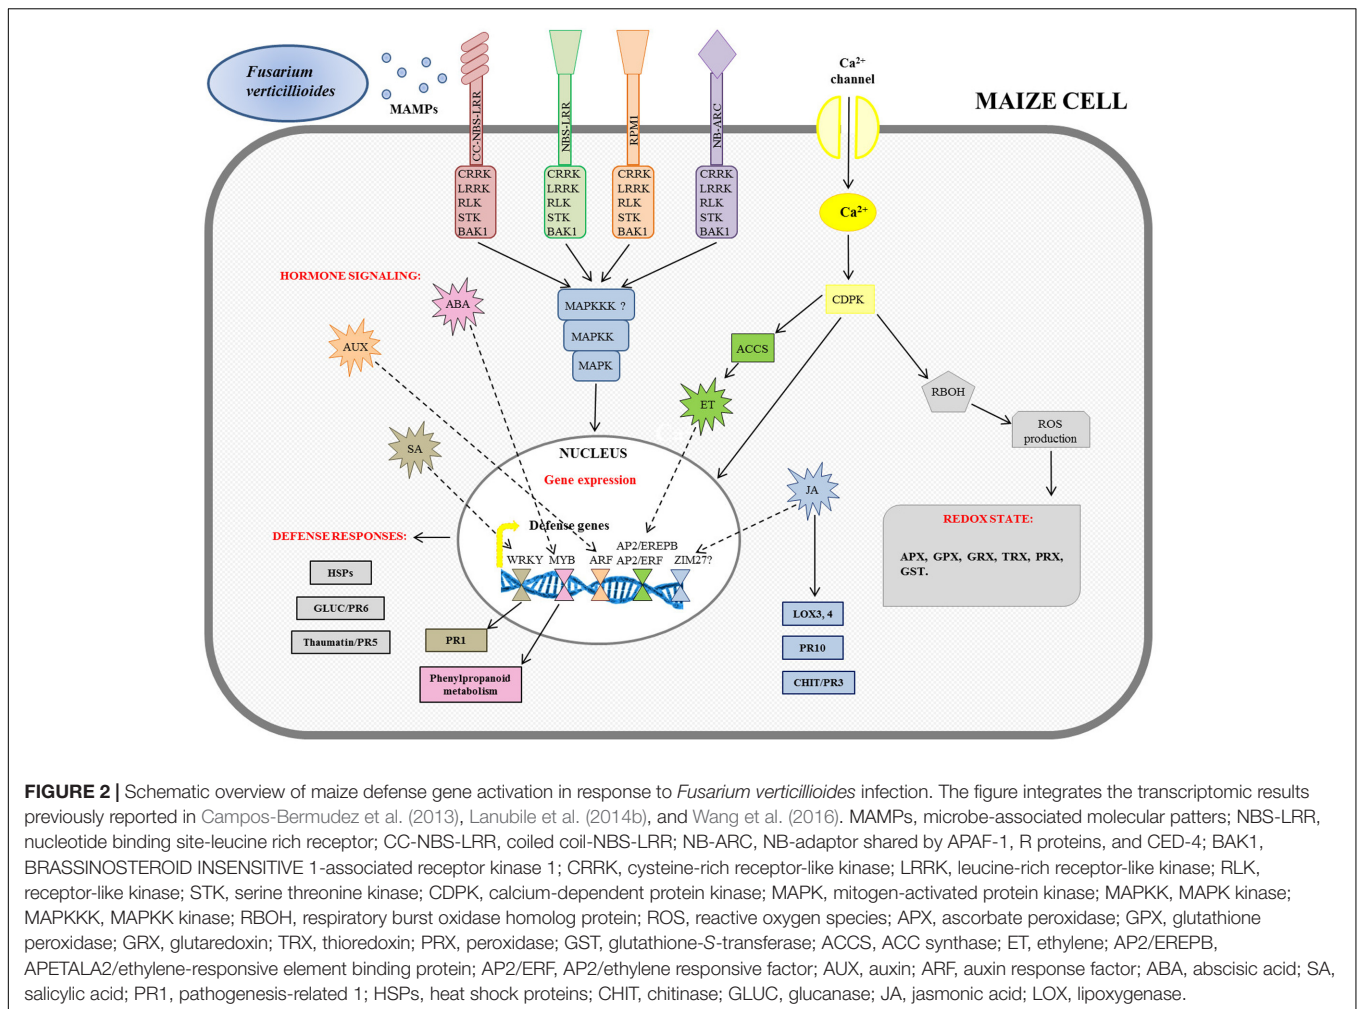 Fusarium
verticillioides
MAMPs
CC-NBS-LRR
NBS-LRR
RPM1
NB-ARC
Ca2+
channel
MAIZE CELL
CRRK
LRRK
RLK
STK
BAK1
CRRK
LRRK
RLK
STK
BAK1
CRRK
LRRK
RLK
STK
BAK1
CRRK
LRRK
RLK
STK
BAK1
Ca2+
HORMONE SIGNALING:
ABA
MAPKKK ?
CDPK
AUX
MAPKK
ACCS
MAPK
RBOH
ET
ROS
production
SA
NUCLEUS
Gene expression
JA
REDOX STATE:
APX, GPX, GRX, TRX, PRX,
GST.
DEFENSE RESPONSES:
Defense genes
AP2/EREPB
WRKY MYB ARF AP2/ERF ZIM27?
HSPs
GLUC/PR6
Thaumatin/PR5
PR1
Phenylpropanoid
metabolism
LOX3, 4
PR10
CHIT/PR3
FIGURE 2 | Schematic overview of maize defense gene activation in response to Fusarium verticillioides infection. The figure integrates the transcriptomic results
previously reported in Campos-Bermudez et al. (2013), Lanubile et al. (2014b), and Wang et al. (2016). MAMPs, microbe-associated molecular patters; NBS-LRR,
nucleotide binding site-leucine rich receptor; CC-NBS-LRR, coiled coil-NBS-LRR; NB-ARC, NB-adaptor shared by APAF-1, R proteins, and CED-4; BAK1,
BRASSINOSTEROID INSENSITIVE 1-associated receptor kinase 1; CRRK, cysteine-rich receptor-like kinase; LRRK, leucine-rich receptor-like kinase; RLK,
receptor-like kinase; STK, serine threonine kinase; CDPK, calcium-dependent protein kinase; MAPK, mitogen-activated protein kinase; MAPKK, MAPK kinase;
MAPKKK, MAPKK kinase; RBOH, respiratory burst oxidase homolog protein; ROS, reactive oxygen species; APX, ascorbate peroxidase; GPX, glutathione
peroxidase; GRX, glutaredoxin; TRX, thioredoxin; PRX, peroxidase; GST, glutathione-S-transferase; ACCS, ACC synthase; ET, ethylene; AP2/EREPB,
APETALA2/ethylene-responsive element binding protein; AP2/ERF, AP2/ethylene responsive factor; AUX, auxin; ARF, auxin response factor; ABA, abscisic acid; SA,
salicylic acid; PR1, pathogenesis-related 1; HSPs, heat shock proteins; CHIT, chitinase; GLUC, glucanase; JA, jasmonic acid; LOX, lipoxygenase.